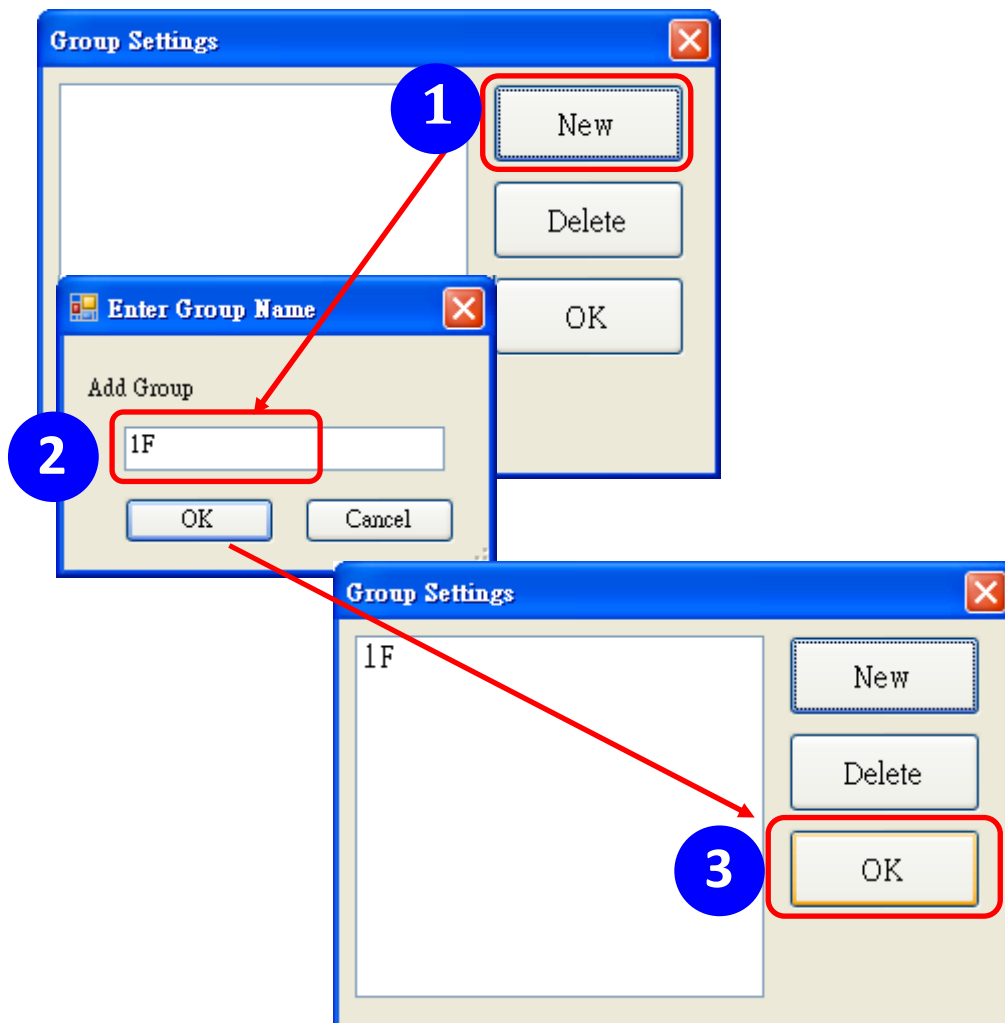 Group Settings
1
New
Delete
OK
Enter Group Name
Add Group
2
1F
OK
Cancel
Group Settings
1F
New
Delete
3
OK